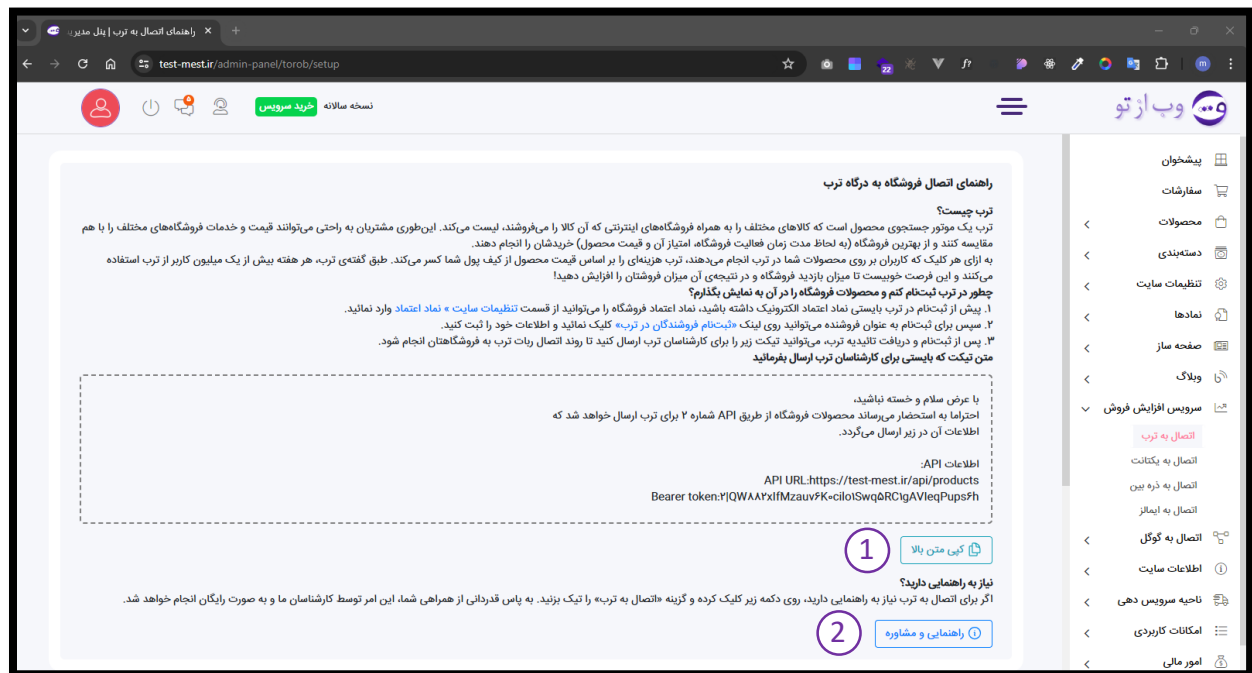 راهنمای اتصال به ترب | پنل مدیری
test-mest.ir/admin-panel/torob/setup
22
m
وب از تو
نسخه سالانه
خرید سرویس
پیشخوان
سفارشات
محصولات
دسته‌بندی
تنظیمات سایت
نمادها
صفحه ساز
وبلاگ
سرویس افزایش فروش
اتصال به ترب
اتصال به یکتانت
اتصال به ذره بین
اتصال به ایمالز
اتصال به گوگل
اطلاعات سایت
ناحیه سرویس دهی
امکانات کاربردی
امور مالی
راهنمای اتصال فروشگاه به درگاه ترب
ترب چیست؟
ترب یک موتور جستجوی محصول است که کالاهای مختلف را به همراه فروشگاه‌های اینترنتی که آن کالا را می‌فروشند، لیست می‌کند. این‌طوری مشتریان به راحتی می‌توانند قیمت و خدمات فروشگاه‌های مختلف را با هم
مقایسه کنند و از بهترین فروشگاه (به لحاظ مدت زمان فعالیت فروشگاه، امتیاز آن و قیمت محصول) خریدشان را انجام دهند.
به ازای هر کلیک که کاربران بر روی محصولات شما در ترب انجام می‌دهند، ترب هزینه‌ای را بر اساس قیمت محصول از کیف پول شما کسر می‌کند. طبق گفته‌ی ترب، هر هفته بیش از یک میلیون کاربر از ترب استفاده
می‌کنند و این فرصت خوبیست تا میزان بازدید فروشگاه و در نتیجه‌ی آن میزان فروشتان را افزایش دهید!
چطور در ترب ثبت‌نام کنم و محصولات فروشگاه را در آن به نمایش بگذارم؟
۱. پیش از ثبت‌نام در ترب بایستی نماد اعتماد الکترونیک داشته باشید، نماد اعتماد فروشگاه را می‌توانید از قسمت تنظیمات سایت » نماد اعتماد وارد نمائید.
۲. سپس برای ثبت‌نام به عنوان فروشنده می‌توانید روی لینک «ثبت‌نام فروشندگان در ترب» کلیک نمائید و اطلاعات خود را ثبت کنید.
۳. پس از ثبت‌نام و دریافت تائیدیه ترب، می‌توانید تیکت زیر را برای کارشناسان ترب ارسال کنید تا روند اتصال ربات ترب به فروشگاهتان انجام شود.
متن تیکت که بایستی برای کارشناسان ترب ارسال بفرمائید
با عرض سلام و خسته نباشید،
احتراما به استحضار می‌رساند محصولات فروشگاه از طریق API شماره ۲ برای ترب ارسال خواهد شد که
اطلاعات آن در زیر ارسال می‌گردد.
اطلاعات API:
API URL:https://test-mest.ir/api/products
Bearer token:
1
کپی متن بالا
نیاز به راهنمایی دارید؟
اگر برای اتصال به ترب نیاز به راهنمایی دارید، روی دکمه زیر کلیک کرده و گزینه «اتصال به ترب» را تیک بزنید. به پاس قدردانی از همراهی شما، این امر توسط کارشناسان ما و به صورت رایگان انجام خواهد شد.
2
راهنمایی و مشاوره